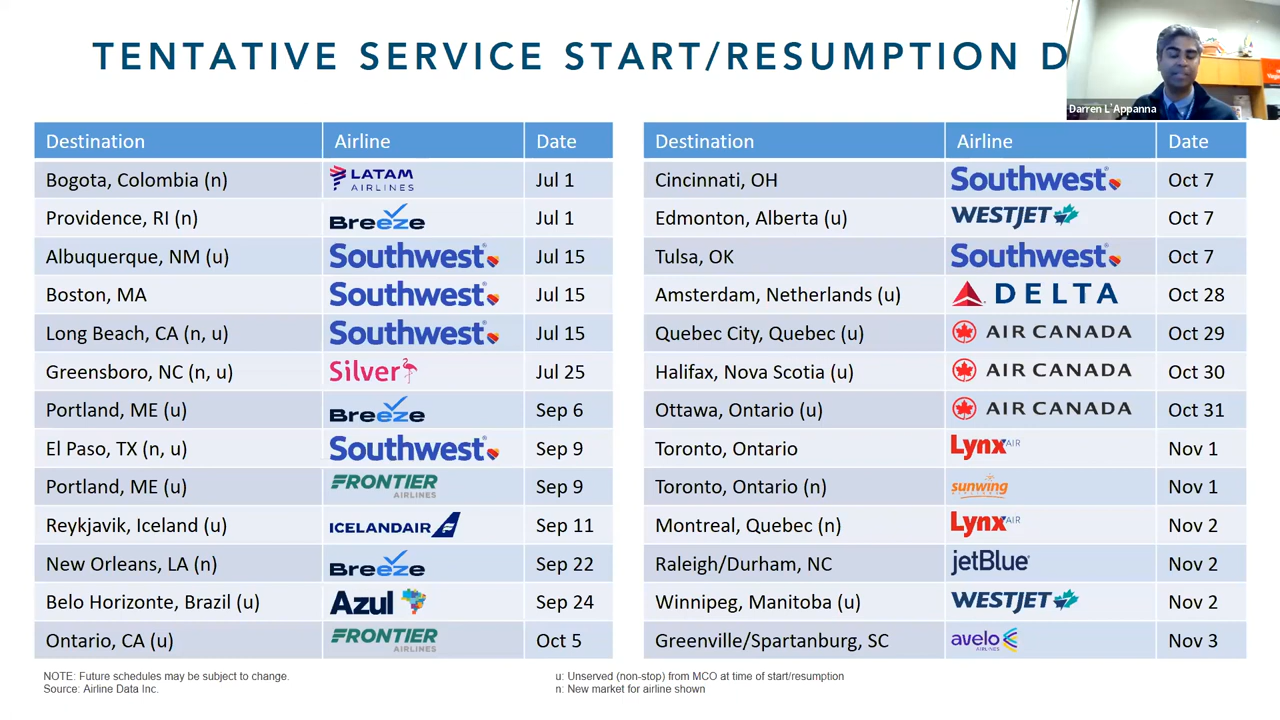 TENTATIVE SERVICE START/RESUMPTION D
Darren L'Appanna
Destination Airline Date
Bogota, Colombia (n) LATAM AIRLINES Jul 1
Providence, RI (n) Breeze Jul 1
Albuquerque, NM (u) Southwest Jul 15
Boston, MA Southwest Jul 15
Long Beach, CA (n, u) Southwest Jul 15
Greensboro, NC (n, u) Silver Jul 25
Portland, ME (u) Breeze Sep 6
El Paso, TX (n, u) Southwest Sep 9
Portland, ME (u) FRONTIER AIRLINES Sep 9
Reykjavik, Iceland (u) ICELANDAIR Sep 11
New Orleans, LA (n) Breeze Sep 22
Belo Horizonte, Brazil (u) Azul Sep 24
Ontario, CA (u) FRONTIER AIRLINES Oct 5
Destination Airline Date
Cincinnati, OH Southwest Oct 7
Edmonton, Alberta (u) WESTJET Oct 7
Tulsa, OK Southwest Oct 7
Amsterdam, Netherlands (u) DELTA Oct 28
Quebec City, Quebec (u) AIR CANADA Oct 29
Halifax, Nova Scotia (u) AIR CANADA Oct 30
Ottawa, Ontario (u) AIR CANADA Oct 31
Toronto, Ontario Lynx AIR Nov 1
Toronto, Ontario (n) sunwing Nov 1
Montreal, Quebec (n) Lynx AIR Nov 2
Raleigh/Durham, NC jetBlue Nov 2
Winnipeg, Manitoba (u) WESTJET Nov 2
Greenville/Spartanburg, SC avelo AIRLINES Nov 3
NOTE: Future schedules may be subject to change.
Source: Airline Data Inc.
u: Unserved (non-stop) from MCO at time of start/resumption
n: New market for airline shown